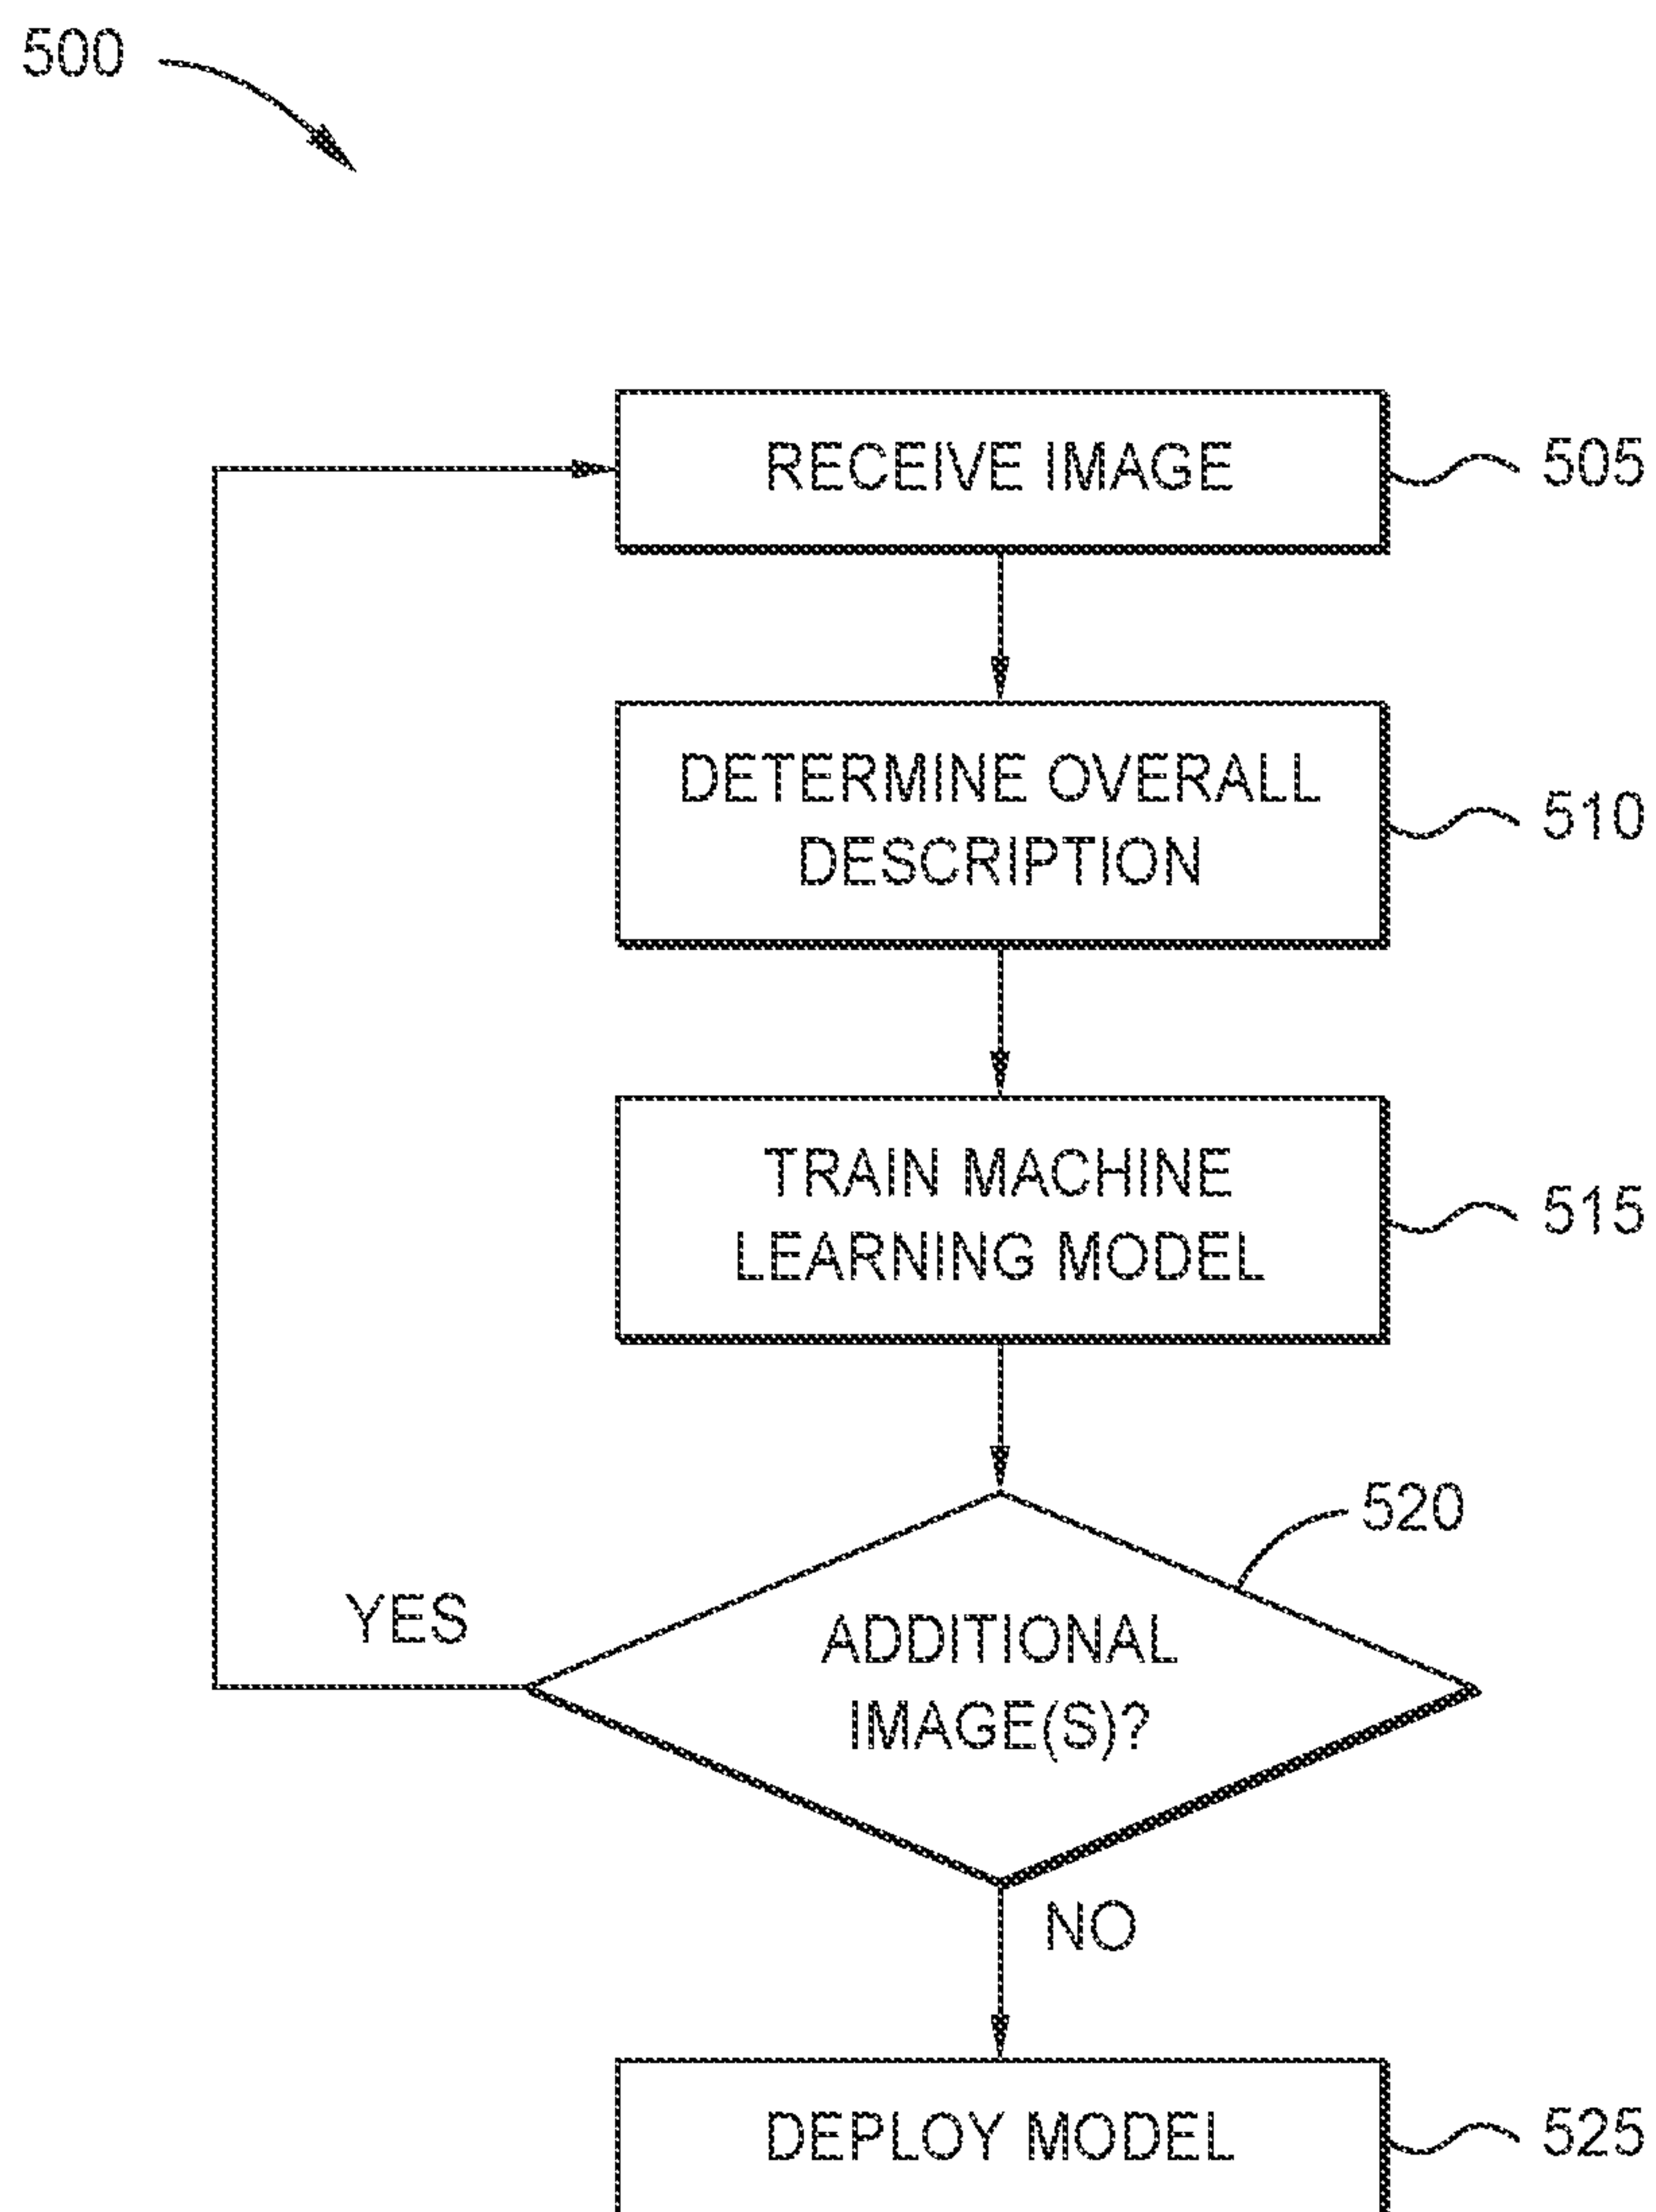 500
RECEIVE IMAGE
505
DETERMINE OVERALL
DESCRIPTION
510
TRAIN MACHINE
LEARNING MODEL
515
520
ADDITIONAL
IMAGE(S)?
YES
NO
DEPLOY MODEL
525